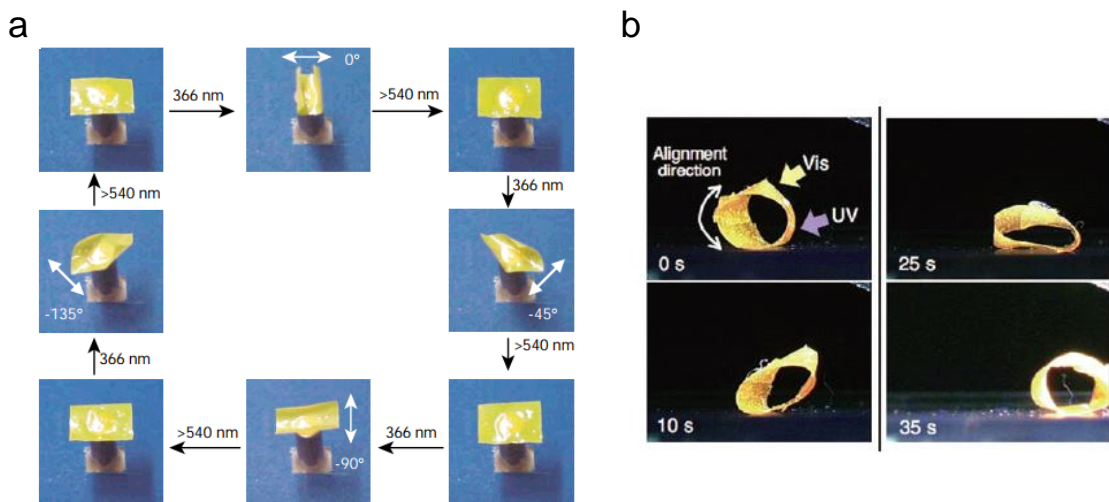 a
b
0°
366 nm
>540 nm
>540 nm
366 nm
-135°
-45°
366 nm
>540 nm
>540 nm
366 nm
-90°
Alignment
direction
Vis
UV
0 s
25 s
10 s
35 s